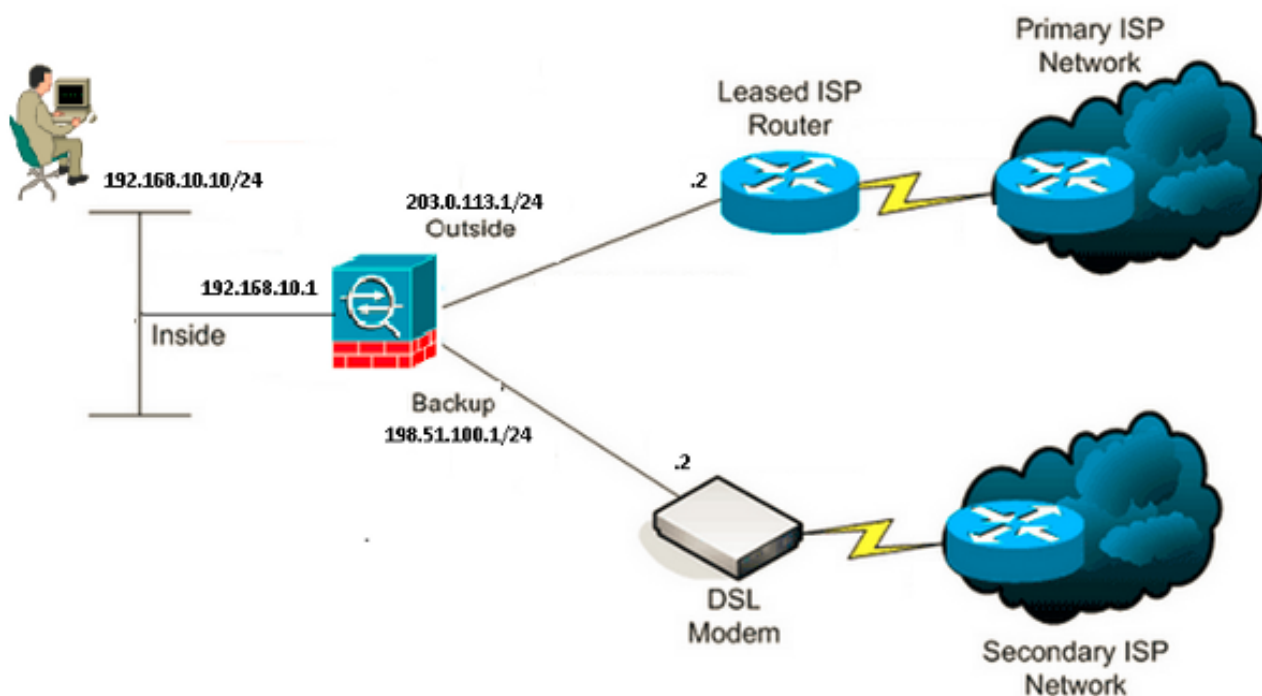 Primary ISP
Network
Leased ISP
Router
192.168.10.10/24
.2
203.0.113.1/24
Outside
192.168.10.1
Inside
Backup
198.51.100.1/24
.2
DSL
Modem
Secondary ISP
Network